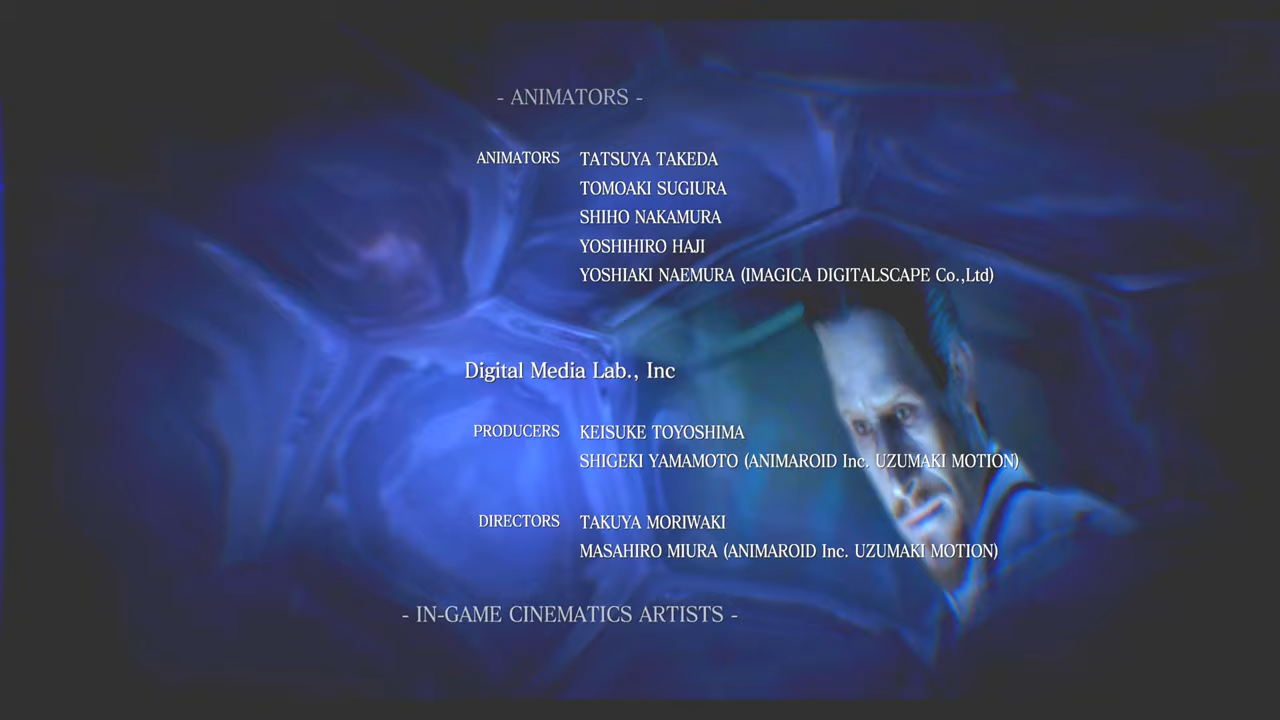 - ANIMATORS -
ANIMATORS TATSUYA TAKEDA
TOMOAKI SUGIURA
SHIHO NAKAMURA
YOSHIHIRO HAJI
YOSHIAKI NAEMURA (IMAGICA DIGITALSCAPE Co.,Ltd)
Digital Media Lab., Inc
PRODUCERS KEISUKE TOYOSHIMA
SHIGEKI YAMAMOTO (ANIMAROID Inc. UZUMAKI MOTION)
DIRECTORS TAKUYA MORIWAKI
MASAHIRO MIURA (ANIMAROID Inc. UZUMAKI MOTION)
- IN-GAME CINEMATICS ARTISTS -